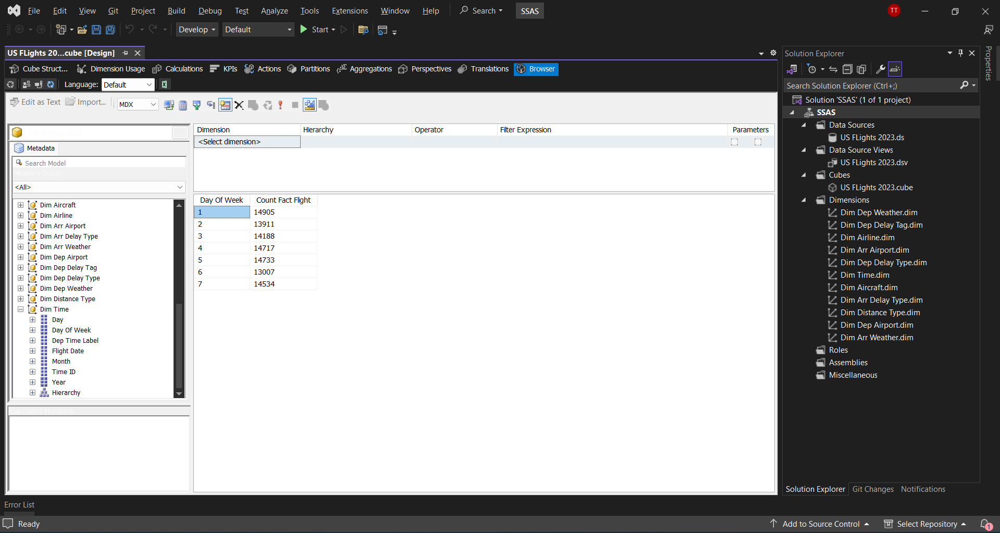 File Edit View Git Project Build Debug Test Analyze Tools Extensions Window Help Search SSAS TT
Develop Default Start
US FLights 20...cube [Design]
Cube Struct... Dimension Usage Calculations KPIs Actions Partitions Aggregations Perspectives Translations Browser
Language: Default
Edit as Text Import... MDX
Metadata
Search Model
Measure Group:
<All>
Dim Aircraft
Dim Airline
Dim Arr Airport
Dim Arr Delay Type
Dim Arr Weather
Dim Dep Airport
Dim Dep Delay Tag
Dim Dep Delay Type
Dim Dep Weather
Dim Distance Type
Dim Time
Day
Day Of Week
Dep Time Label
Flight Date
Month
Time ID
Year
Hierarchy
Calculated Members
Dimension Hierarchy Operator Filter Expression Parameters
<Select dimension>
Day Of Week Count Fact Flight
1 14905
2 13911
3 14188
4 14717
5 14733
6 13007
7 14534
Solution Explorer
Search Solution Explorer (Ctrl+;)
Solution 'SSAS' (1 of 1 project)
SSAS
Data Sources
US FLights 2023.ds
Data Source Views
US FLights 2023.dsv
Cubes
US FLights 2023.cube
Dimensions
Dim Dep Weather.dim
Dim Dep Delay Tag.dim
Dim Airline.dim
Dim Arr Airport.dim
Dim Dep Delay Type.dim
Dim Time.dim
Dim Aircraft.dim
Dim Arr Delay Type.dim
Dim Distance Type.dim
Dim Dep Airport.dim
Dim Arr Weather.dim
Roles
Assemblies
Miscellaneous
Solution Explorer Git Changes Notifications
Properties
Error List
Ready Add to Source Control Select Repository 1